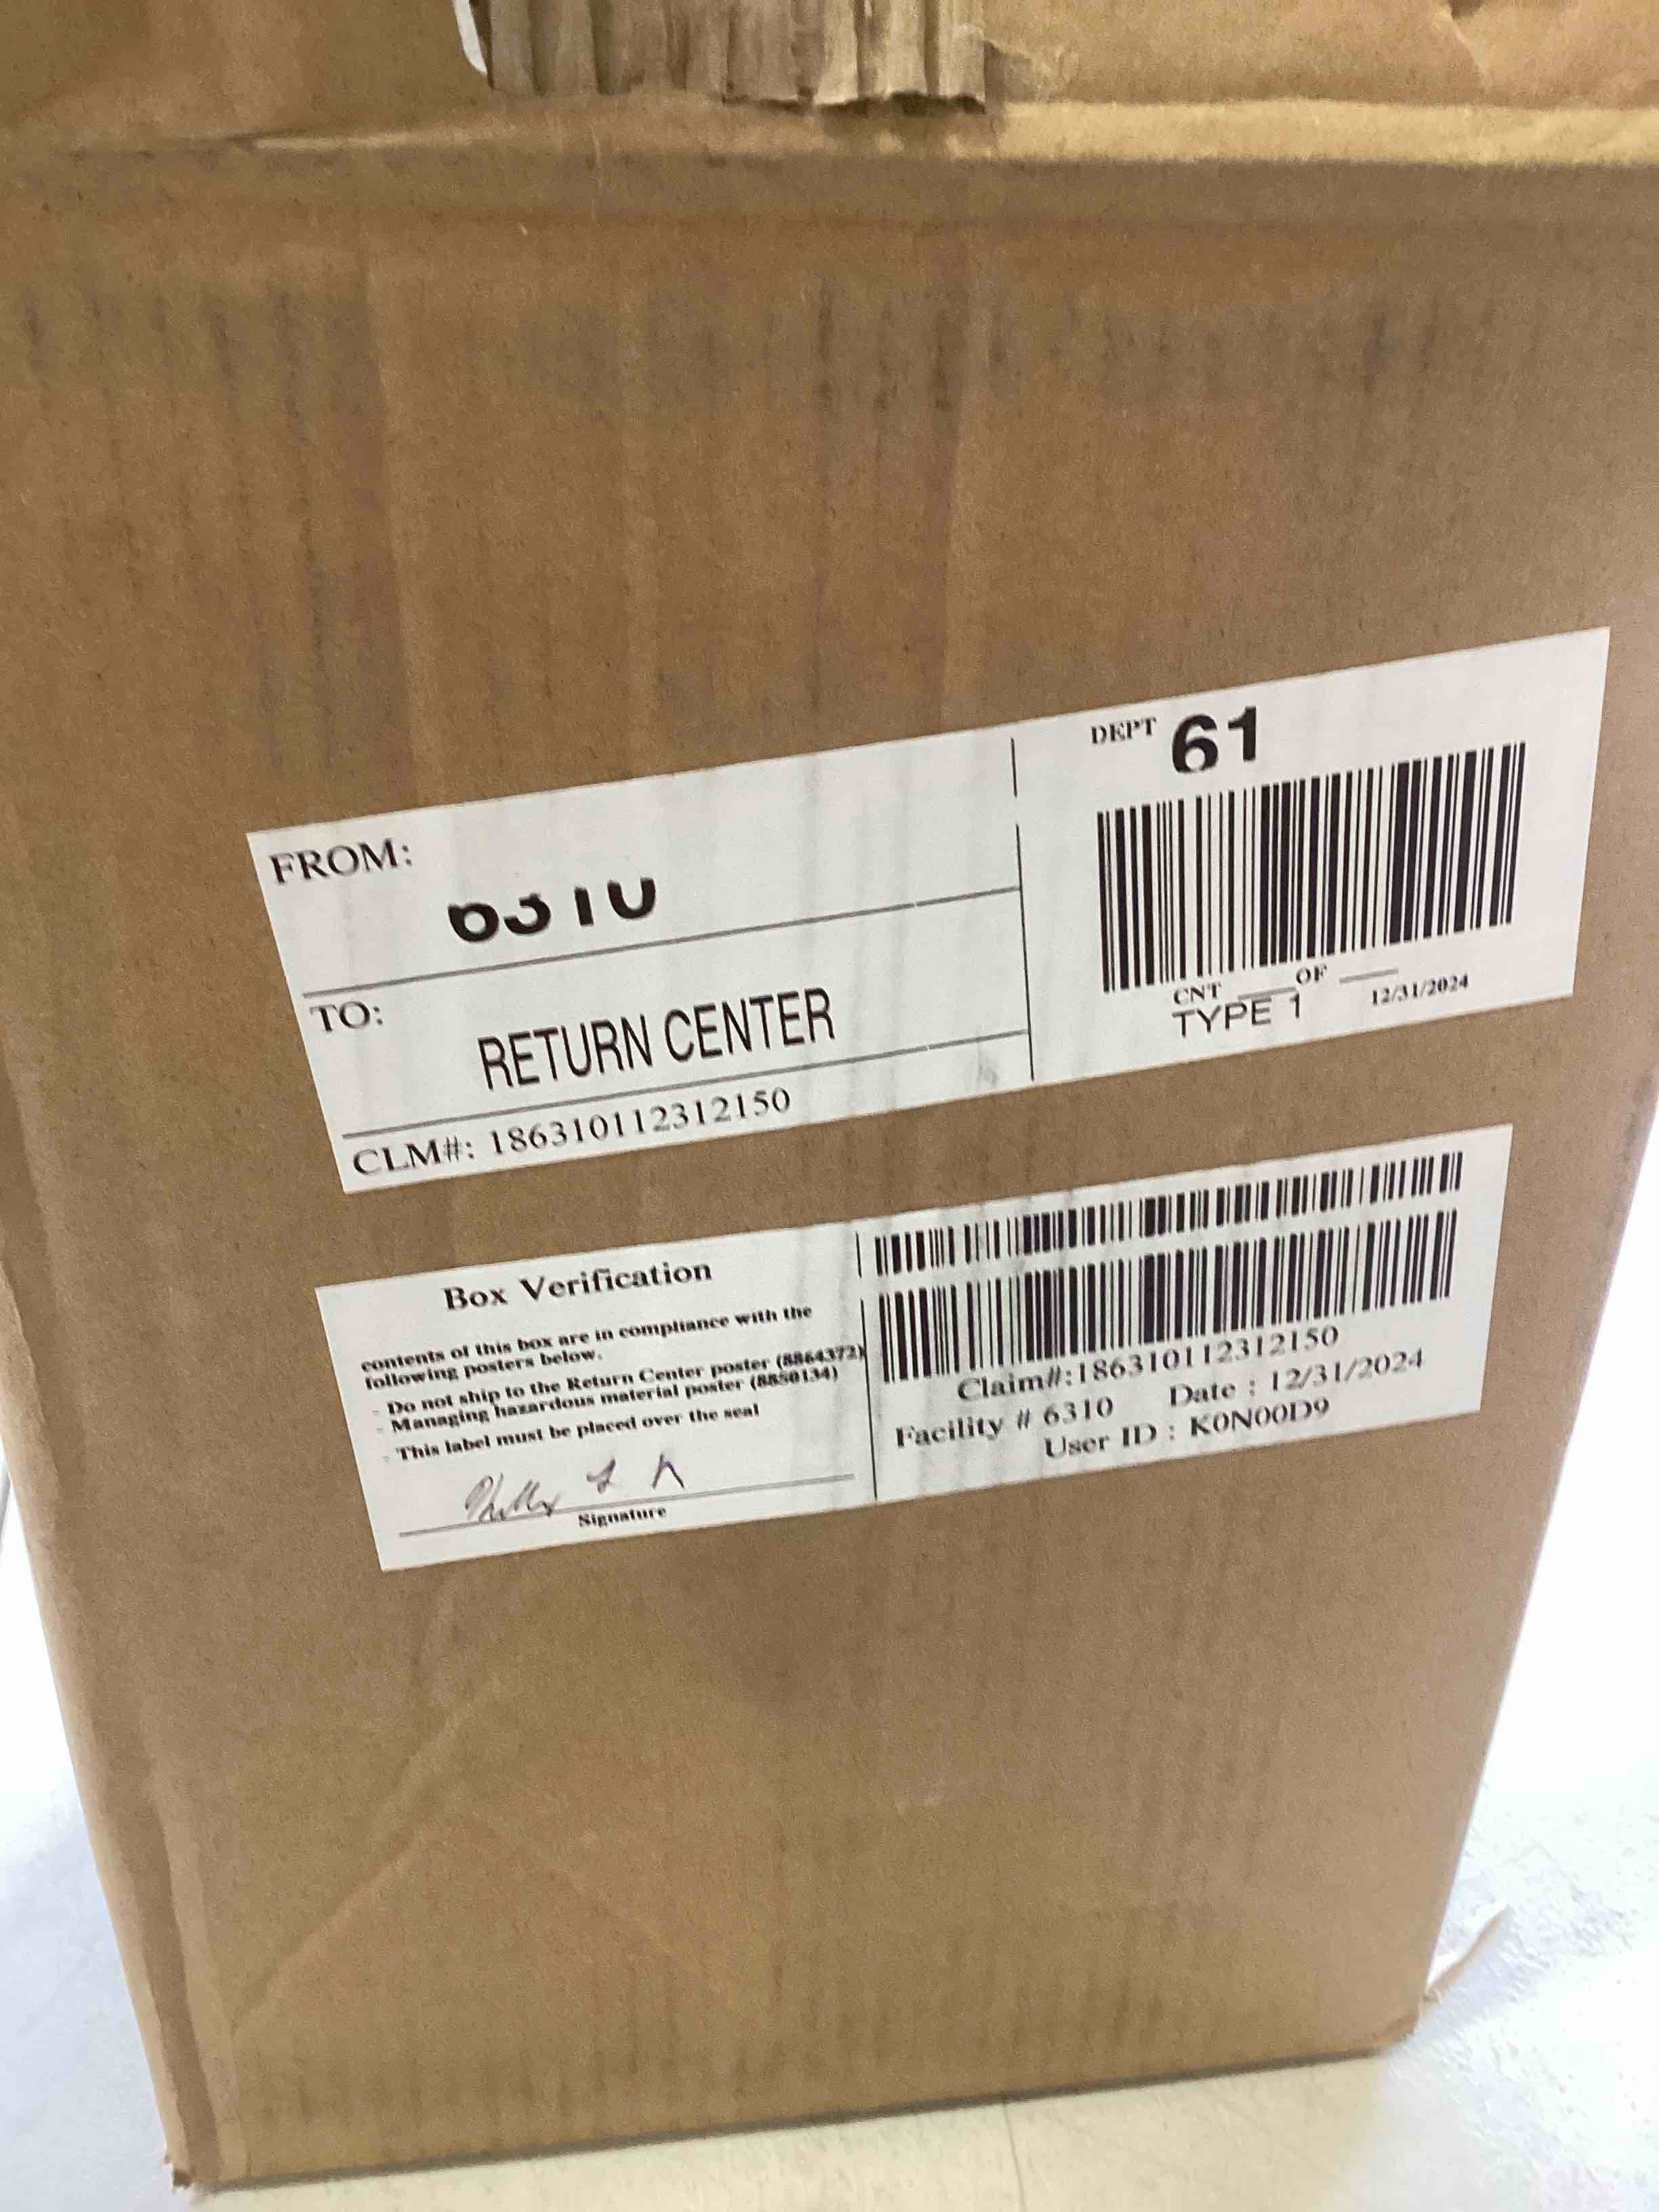 FROM:
6310
TO:
RETURN CENTER
CLM#: 186310112312150
DEPT 61
CNT ___ OF ___
TYPE 1 12/31/2024
Box Verification
contents of this box are in compliance with the
following posters below.
- Do not ship to the Return Center poster (8864372)
- Managing hazardous material poster (8850134)
- This label must be placed over the seal
Signature
Claim#:186310112312150
Facility # 6310 Date : 12/31/2024
User ID : K0N00D9